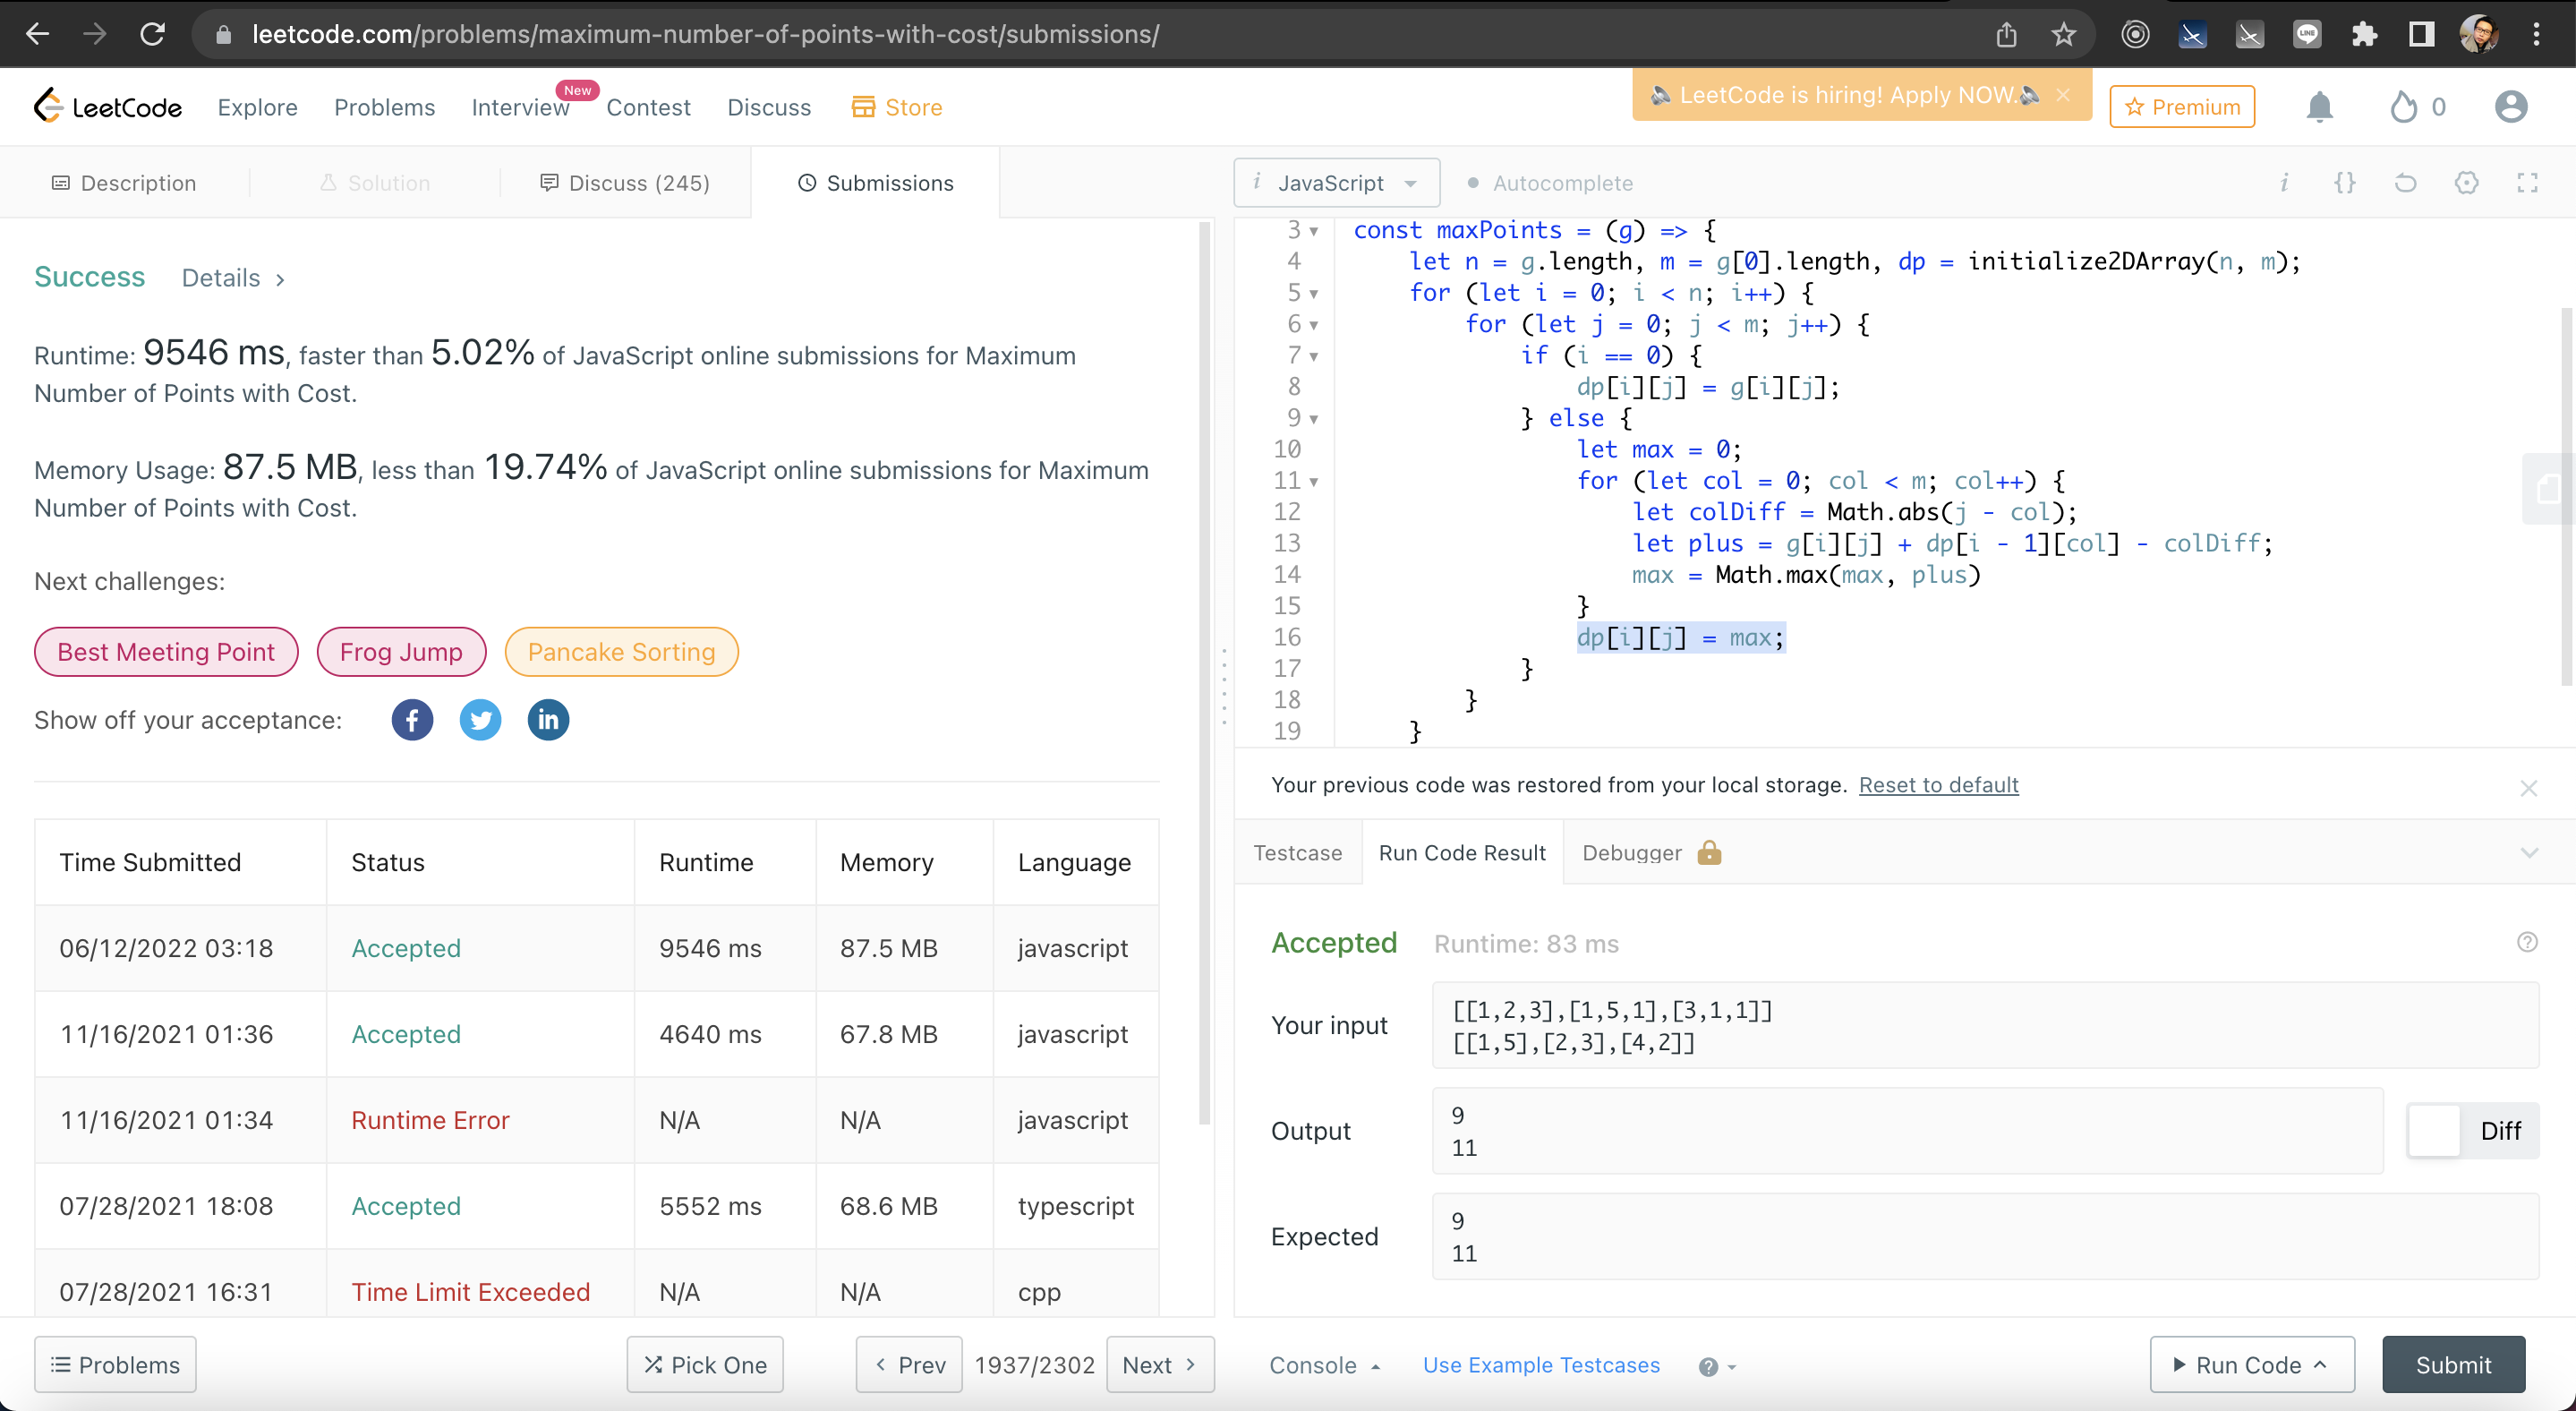 leetcode.com/problems/maximum-number-of-points-with-cost/submissions/
LeetCode
Explore
Problems
Interview
New
Contest
Discuss
Store
LeetCode is hiring! Apply NOW.
Premium
0
Description
Solution
Discuss (245)
Submissions
Success
Details
Runtime: 9546 ms, faster than 5.02% of JavaScript online submissions for Maximum
Number of Points with Cost.
Memory Usage: 87.5 MB, less than 19.74% of JavaScript online submissions for Maximum
Number of Points with Cost.
Next challenges:
Best Meeting Point
Frog Jump
Pancake Sorting
Show off your acceptance:
Time Submitted Status Runtime Memory Language
06/12/2022 03:18 Accepted 9546 ms 87.5 MB javascript
11/16/2021 01:36 Accepted 4640 ms 67.8 MB javascript
11/16/2021 01:34 Runtime Error N/A N/A javascript
07/28/2021 18:08 Accepted 5552 ms 68.6 MB typescript
07/28/2021 16:31 Time Limit Exceeded N/A N/A cpp
Problems
Pick One
Prev
1937/2302
Next
i JavaScript
Autocomplete
i {}
3 const maxPoints = (g) => {
4 let n = g.length, m = g[0].length, dp = initialize2DArray(n, m);
5 for (let i = 0; i < n; i++) {
6 for (let j = 0; j < m; j++) {
7 if (i == 0) {
8 dp[i][j] = g[i][j];
9 } else {
10 let max = 0;
11 for (let col = 0; col < m; col++) {
12 let colDiff = Math.abs(j - col);
13 let plus = g[i][j] + dp[i - 1][col] - colDiff;
14 max = Math.max(max, plus)
15 }
16 dp[i][j] = max;
17 }
18 }
19 }
Your previous code was restored from your local storage. Reset to default
Testcase
Run Code Result
Debugger
Accepted
Runtime: 83 ms
Your input
[[1,2,3],[1,5,1],[3,1,1]]
[[1,5],[2,3],[4,2]]
Output
9
11
Diff
Expected
9
11
Console
Use Example Testcases
Run Code
Submit